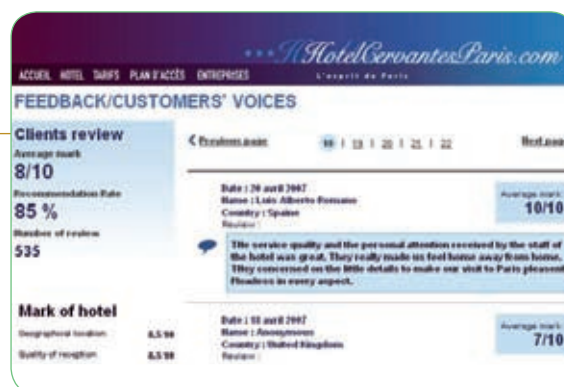 HotelCervantesParis.com
L'esprit de Paris
ACCUEIL HOTEL TARIFS PLAN D'ACCÈS ENTREPRISES
FEEDBACK/CUSTOMERS' VOICES
Clients review
Average mark
8/10
Recommendation Rate
85 %
Number of review
535
Mark of hotel
Geographical location 8,5/10
Quality of reception 8,5/10
Previous page 19 | 20 | 21 | 22 Next page
Date : 20 avril 2007
Name : Luis Alberto Romano
Country : Spaine
Review :
Average mark
10/10
The service quality and the personal attention received by the staff of
the hotel was great. They really made us feel home away from home.
THey concerned on the little details to make our visit to Paris pleasent
Flawless in every aspect.
Date : 18 avril 2007
Name : Anonymous
Country : United Kingdom
Review :
Average mark
7/10